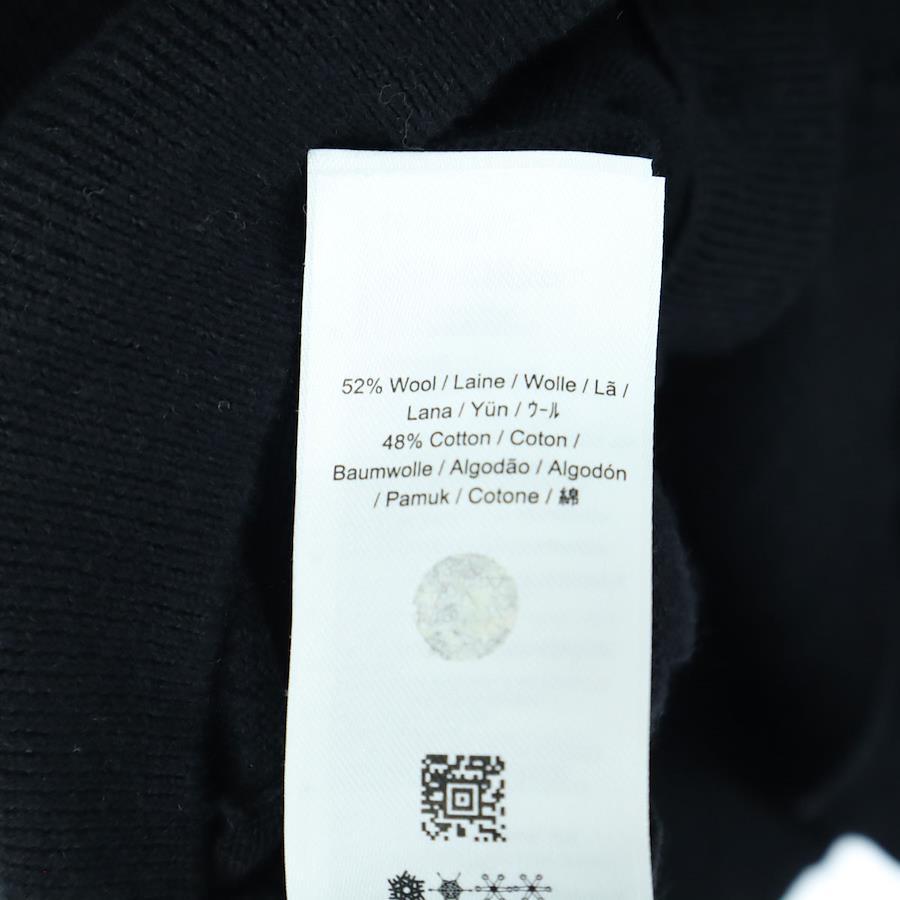 52% Wool / Laine / Wolle / Lã /
Lana / Yün / ウール
48% Cotton / Coton /
Baumwolle / Algodão / Algodón
/ Pamuk / Cotone / 綿